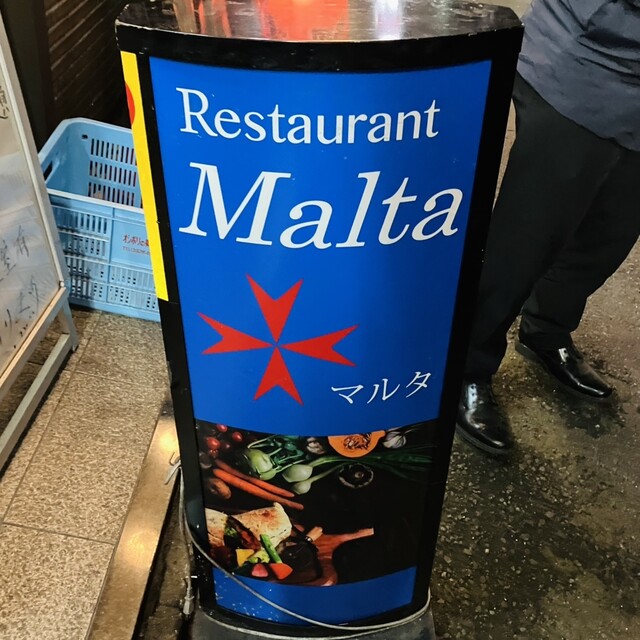 Restaurant
Malta
マルタ